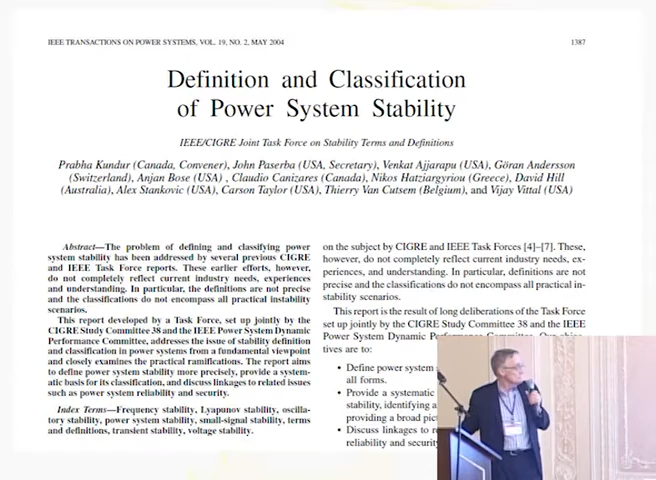 IEEE TRANSACTIONS ON POWER SYSTEMS, VOL. 19, NO. 2, MAY 2004
1387
Definition and Classification
of Power System Stability
IEEE/CIGRE Joint Task Force on Stability Terms and Definitions
Prabha Kundur (Canada, Convener), John Paserba (USA, Secretary), Venkat Ajjarapu (USA), Göran Andersson
(Switzerland), Anjan Bose (USA) , Claudio Canizares (Canada), Nikos Hatziargyriou (Greece), David Hill
(Australia), Alex Stankovic (USA), Carson Taylor (USA), Thierry Van Cutsem (Belgium), and Vijay Vittal (USA)
Abstract—The problem of defining and classifying power
system stability has been addressed by several previous CIGRE
and IEEE Task Force reports. These earlier efforts, however,
do not completely reflect current industry needs, experiences
and understanding. In particular, the definitions are not precise
and the classifications do not encompass all practical instability
scenarios.
This report developed by a Task Force, set up jointly by the
CIGRE Study Committee 38 and the IEEE Power System Dynamic
Performance Committee, addresses the issue of stability definition
and classification in power systems from a fundamental viewpoint
and closely examines the practical ramifications. The report aims
to define power system stability more precisely, provide a system-
atic basis for its classification, and discuss linkages to related issues
such as power system reliability and security.
Index Terms—Frequency stability, Lyapunov stability, oscilla-
tory stability, power system stability, small-signal stability, terms
and definitions, transient stability, voltage stability.
on the subject by CIGRE and IEEE Task Forces [4]–[7]. These,
however, do not completely reflect current industry needs, ex-
periences, and understanding. In particular, definitions are not
precise and the classifications do not encompass all practical in-
stability scenarios.
This report is the result of long deliberations of the Task Force
set up jointly by the CIGRE Study Committee 38 and the IEEE
Power System Dynamic
tives are to:
• Define power system
all forms.
• Provide a systematic
stability, identifying
providing a broad
• Discuss linkages to
reliability and security